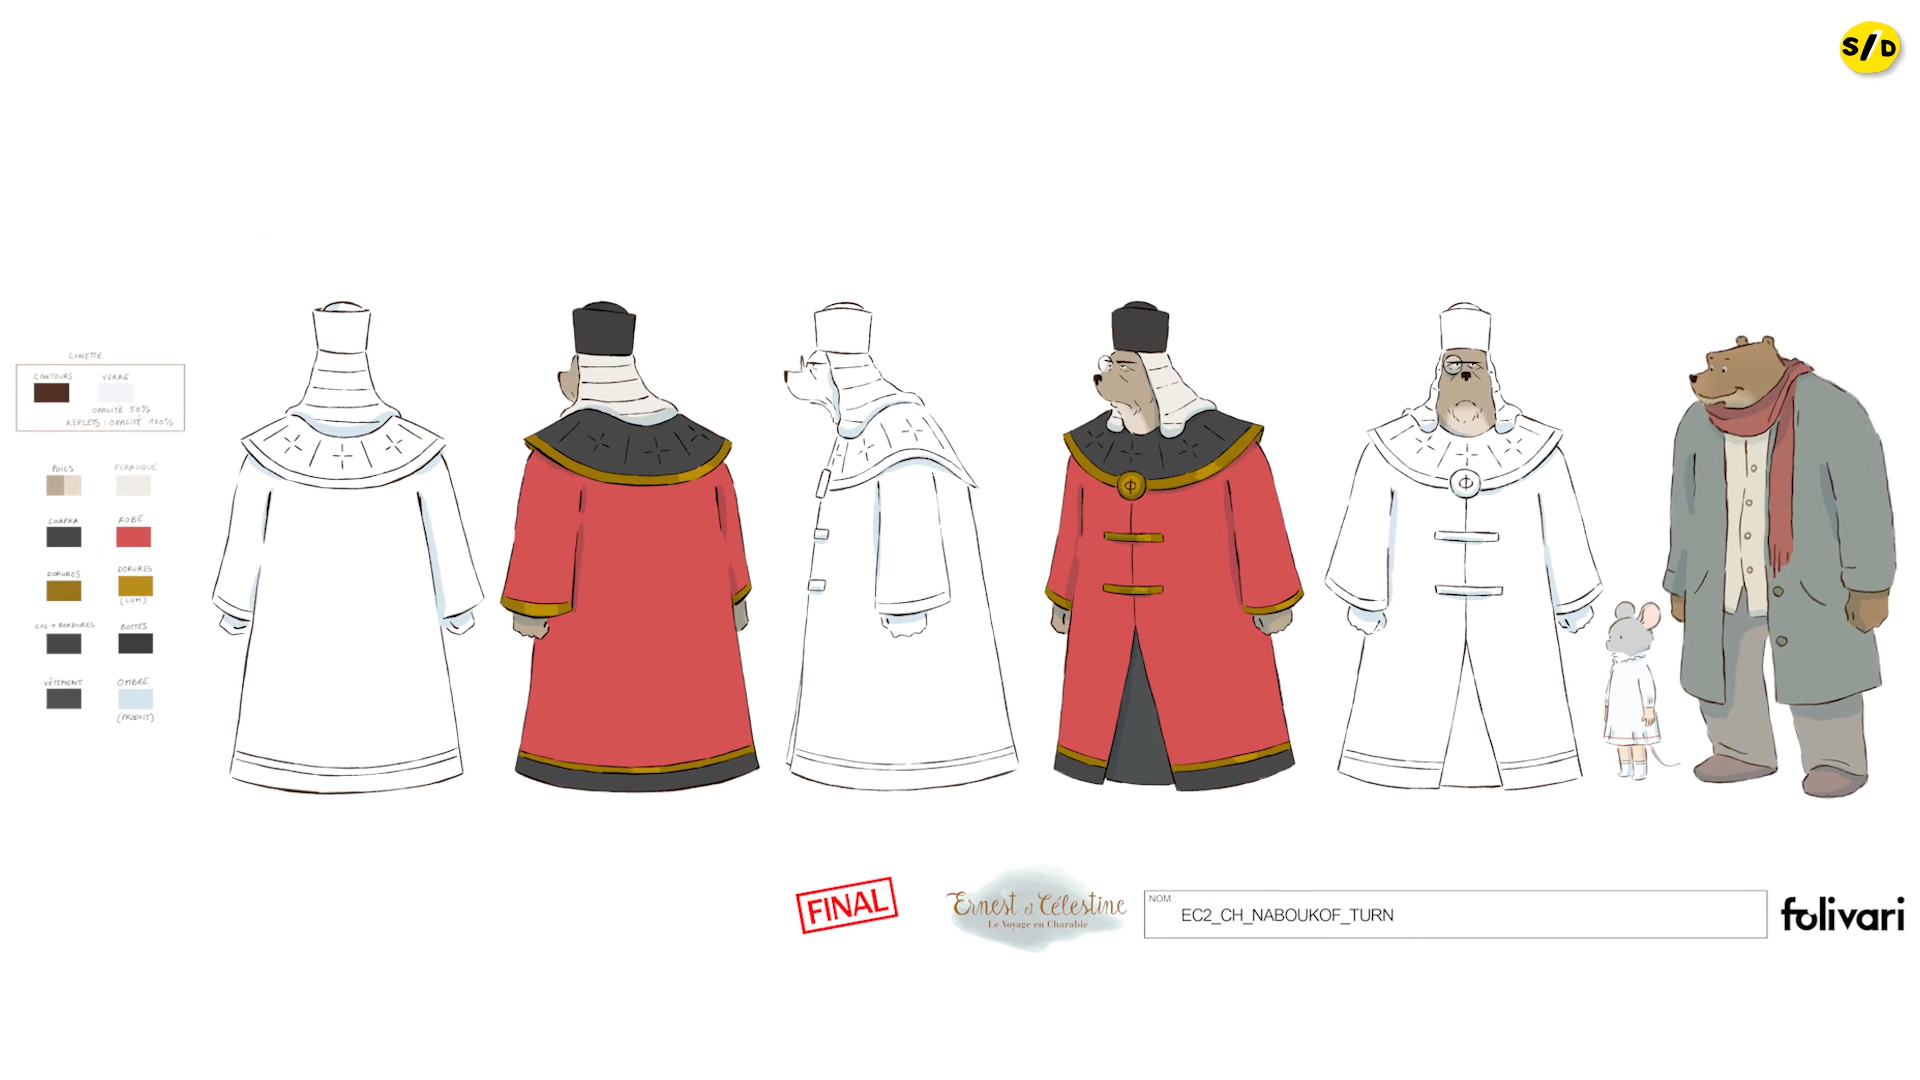 S/D
LUNETTE
CONTOURS VERRE
OPACITÉ 50%
REFLETS : OPACITÉ 100%
POILS PERRUQUE
CHAPKA ROBE
DORURES DORURES
(LUM)
COL + BORDURES BOTTES
VÊTEMENT OMBRE
(PRODUIT)
FINAL
Ernest et Célestine
Le Voyage en Charabie
NOM :
EC2_CH_NABOUKOF_TURN
folivari